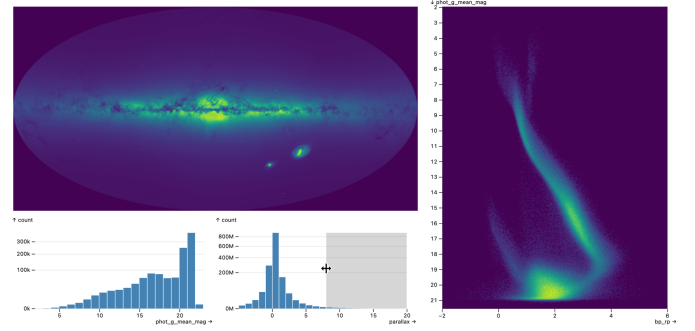 ↓ phot_g_mean_mag
2
3
4
5
6
7
8
9
10
11
12
13
14
15
16
17
18
19
20
21
−2 0 2 4 6
bp_rp →
↑ count
300k
200k
100k
0k
5 10 15 20
phot_g_mean_mag →
↑ count
800M
600M
400M
200M
0M
0 5 10 15 20
parallax →